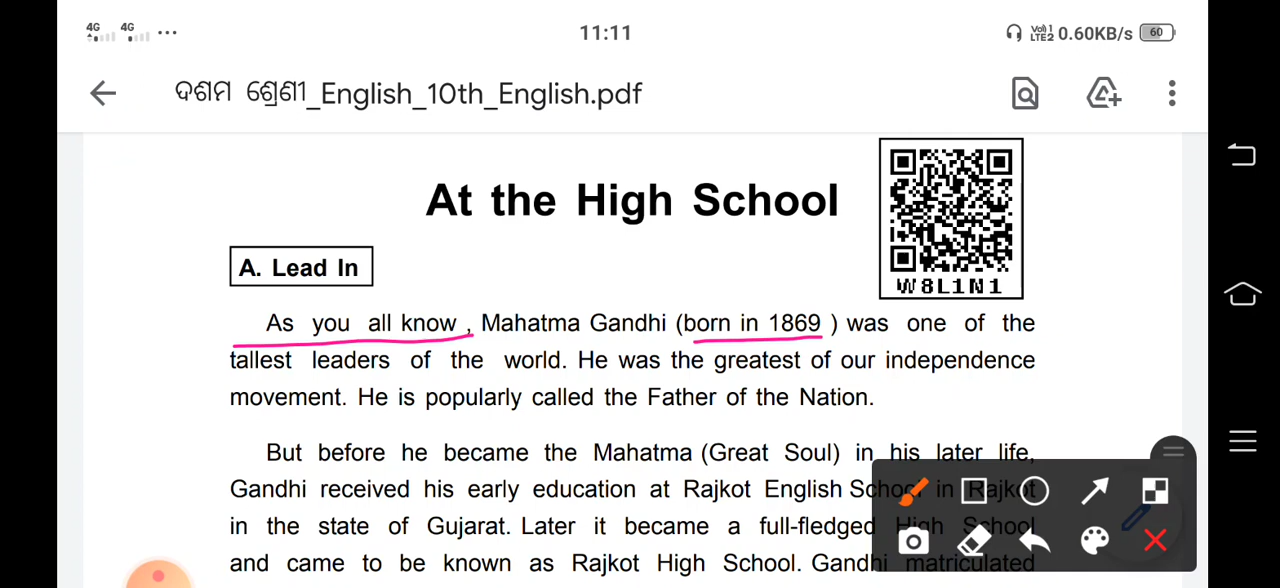 4G 4G ... 11:11 Vo) 1 LTE2 0.60KB/s 60
ଦଶମ ଶ୍ରେଣୀ_English_10th_English.pdf
At the High School
W8L1N1
A. Lead In
As you all know , Mahatma Gandhi (born in 1869 ) was one of the
tallest leaders of the world. He was the greatest of our independence
movement. He is popularly called the Father of the Nation.
But before he became the Mahatma (Great Soul) in his later life,
Gandhi received his early education at Rajkot English School in Rajkot
in the state of Gujarat. Later it became a full-fledged High School
and came to be known as Rajkot High School. Gandhi matriculated